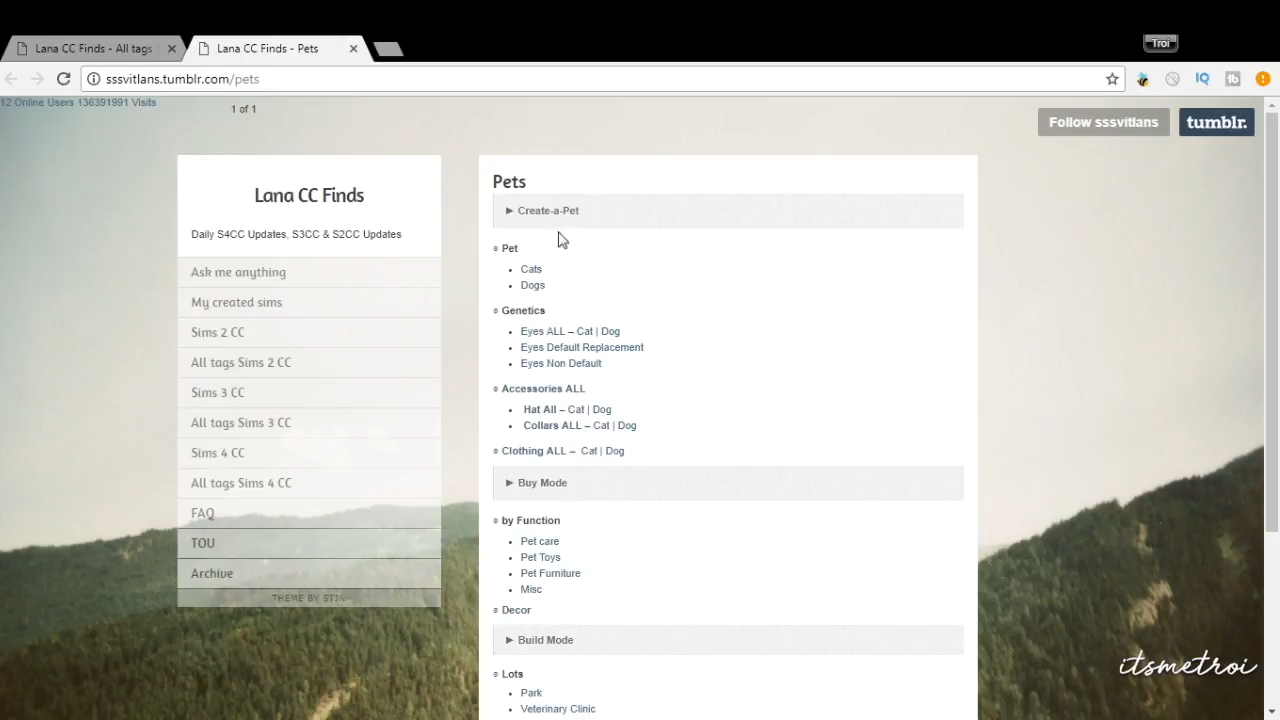 Lana CC Finds - All tags
Lana CC Finds - Pets
Troi
sssvitlans.tumblr.com/pets
IQ
tb
12 Online Users 136391991 Visits
1 of 1
Follow sssvitlans
tumblr.
Lana CC Finds
Daily S4CC Updates, S3CC & S2CC Updates
Ask me anything
My created sims
Sims 2 CC
All tags Sims 2 CC
Sims 3 CC
All tags Sims 3 CC
Sims 4 CC
All tags Sims 4 CC
FAQ
TOU
Archive
THEME BY STIJN
Pets
► Create-a-Pet
Pet
• Cats
• Dogs
Genetics
• Eyes ALL – Cat | Dog
• Eyes Default Replacement
• Eyes Non Default
Accessories ALL
• Hat All – Cat | Dog
• Collars ALL – Cat | Dog
Clothing ALL – Cat | Dog
► Buy Mode
by Function
• Pet care
• Pet Toys
• Pet Furniture
• Misc
Decor
► Build Mode
Lots
• Park
• Veterinary Clinic
itsmetroi